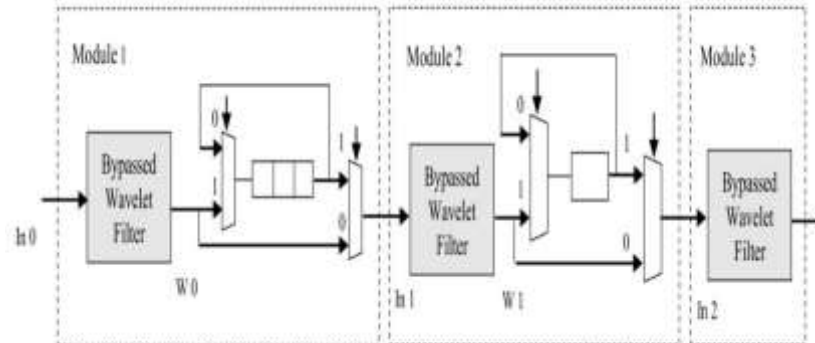 Module 1
Module 2
Module 3
0
1
1
0
0
1
1
0
Bypassed
Wavelet
Filter
Bypassed
Wavelet
Filter
Bypassed
Wavelet
Filter
In 0
W 0
In 1
W 1
In 2